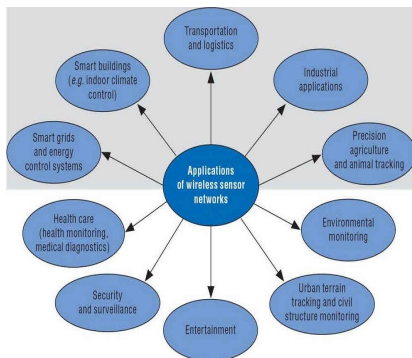 Transportation
and logistics
Smart buildings
(e.g. indoor climate
control)
Industrial
applications
Smart grids
and energy
control systems
Precision
agriculture
and animal tracking
Applications
of wireless sensor
networks
Health care
(health monitoring,
medical diagnostics)
Environmental
monitoring
Security
and surveillance
Urban terrain
tracking and civil
structure monitoring
Entertainment